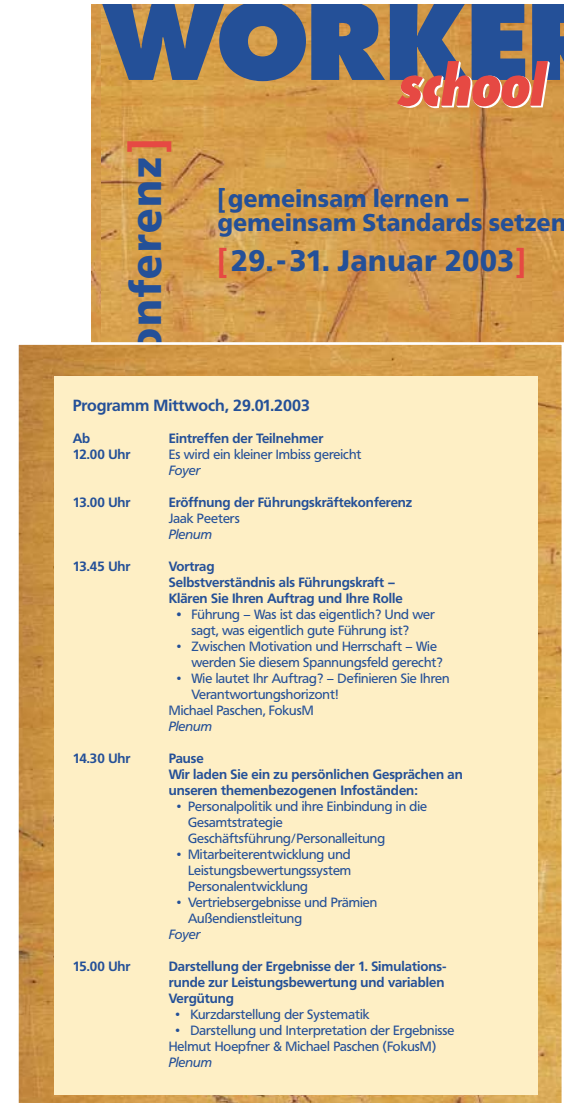 WORKER
school
onferenz]
[gemeinsam lernen –
gemeinsam Standards setzen
[29.-31. Januar 2003]
Programm Mittwoch, 29.01.2003
Ab Eintreffen der Teilnehmer
12.00 Uhr Es wird ein kleiner Imbiss gereicht
Foyer
13.00 Uhr Eröffnung der Führungskräftekonferenz
Jaak Peeters
Plenum
13.45 Uhr Vortrag
Selbstverständnis als Führungskraft –
Klären Sie Ihren Auftrag und Ihre Rolle
• Führung – Was ist das eigentlich? Und wer
sagt, was eigentlich gute Führung ist?
• Zwischen Motivation und Herrschaft – Wie
werden Sie diesem Spannungsfeld gerecht?
• Wie lautet Ihr Auftrag? – Definieren Sie Ihren
Verantwortungshorizont!
Michael Paschen, FokusM
Plenum
14.30 Uhr Pause
Wir laden Sie ein zu persönlichen Gesprächen an
unseren themenbezogenen Infoständen:
• Personalpolitik und ihre Einbindung in die
Gesamtstrategie
Geschäftsführung/Personalleitung
• Mitarbeiterentwicklung und
Leistungsbewertungssystem
Personalentwicklung
• Vertriebsergebnisse und Prämien
Außendienstleitung
Foyer
15.00 Uhr Darstellung der Ergebnisse der 1. Simulations-
runde zur Leistungsbewertung und variablen
Vergütung
• Kurzdarstellung der Systematik
• Darstellung und Interpretation der Ergebnisse
Helmut Hoepfner & Michael Paschen (FokusM)
Plenum